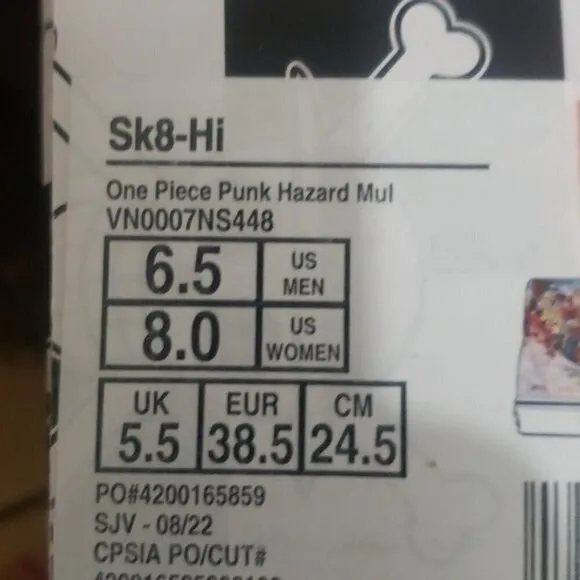 Sk8-Hi
One Piece Punk Hazard Mul
VN0007NS448
6.5 US MEN
8.0 US WOMEN
UK EUR CM
5.5 38.5 24.5
PO#4200165859
SJV - 08/22
CPSIA PO/CUT#